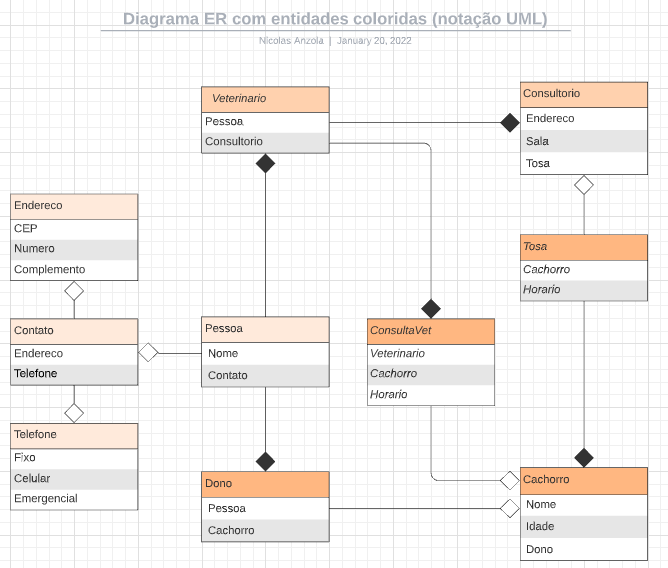 Diagrama ER com entidades coloridas (notação UML)
Nicolas Anzola | January 20, 2022
Veterinario
Pessoa
Consultorio
Consultorio
Endereco
Sala
Tosa
Endereco
CEP
Numero
Complemento
Tosa
Cachorro
Horario
Contato
Endereco
Telefone
Pessoa
Nome
Contato
ConsultaVet
Veterinario
Cachorro
Horario
Telefone
Fixo
Celular
Emergencial
Dono
Pessoa
Cachorro
Cachorro
Nome
Idade
Dono